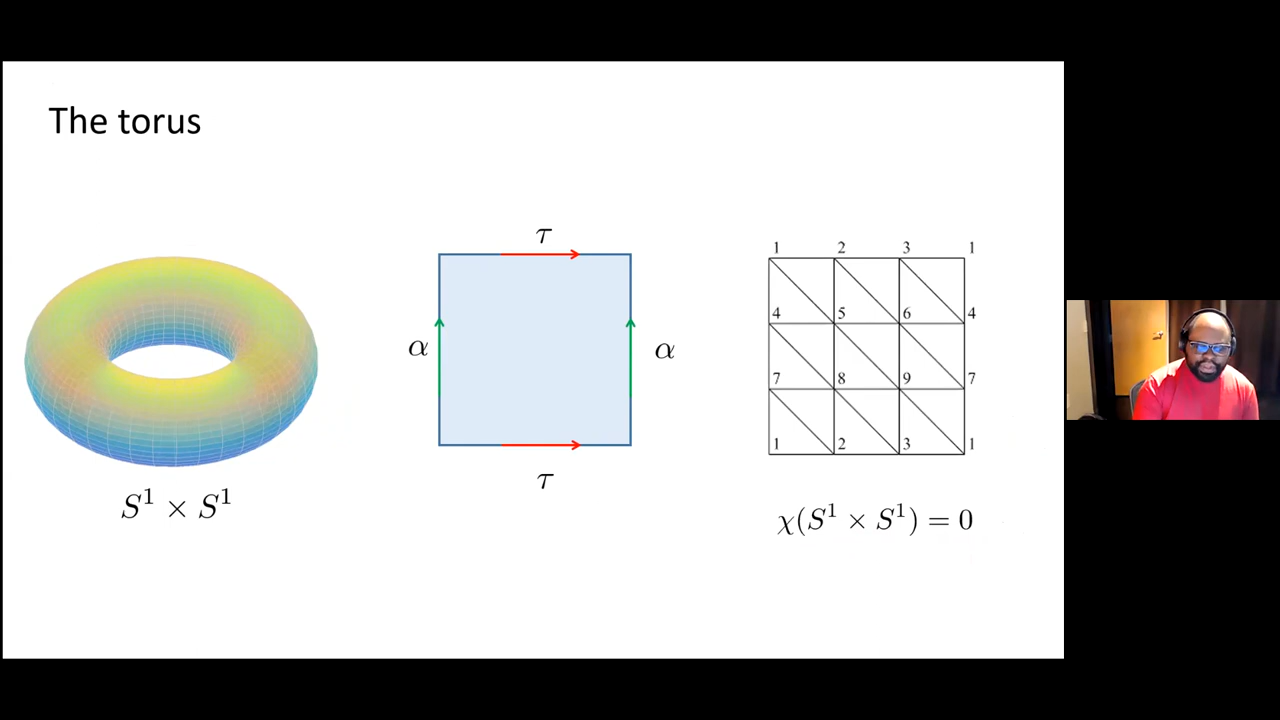 The torus
S¹ × S¹
τ
α α
τ
1 2 3 1
4 5 6 4
7 8 9 7
1 2 3 1
χ(S¹ × S¹) = 0